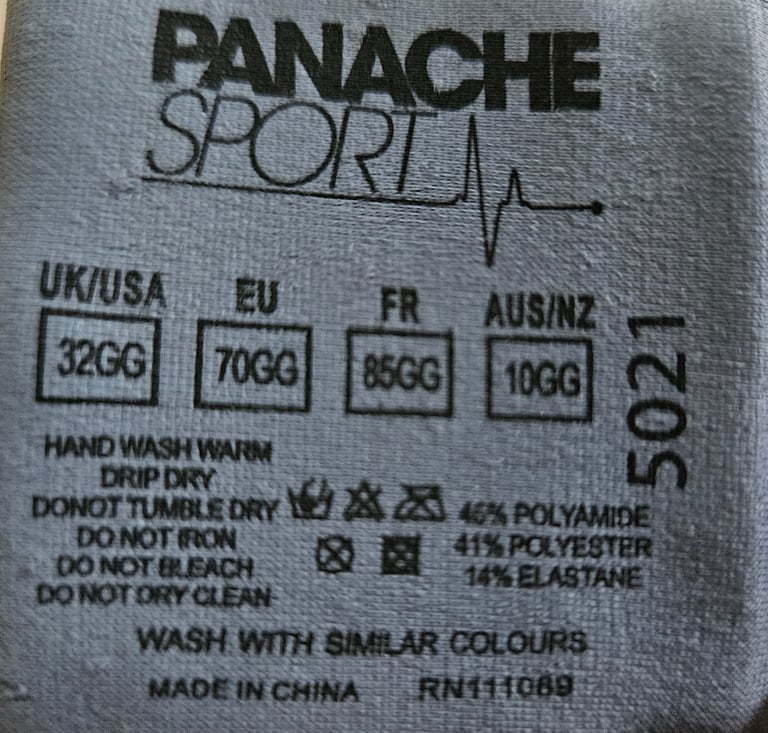 PANACHE
SPORT
UK/USA EU FR AUS/NZ
32GG 70GG 85GG 10GG
5021
HAND WASH WARM
DRIP DRY
DONOT TUMBLE DRY
DO NOT IRON
DO NOT BLEACH
DO NOT DRY CLEAN
45% POLYAMIDE
41% POLYESTER
14% ELASTANE
WASH WITH SIMILAR COLOURS
MADE IN CHINA RN111069